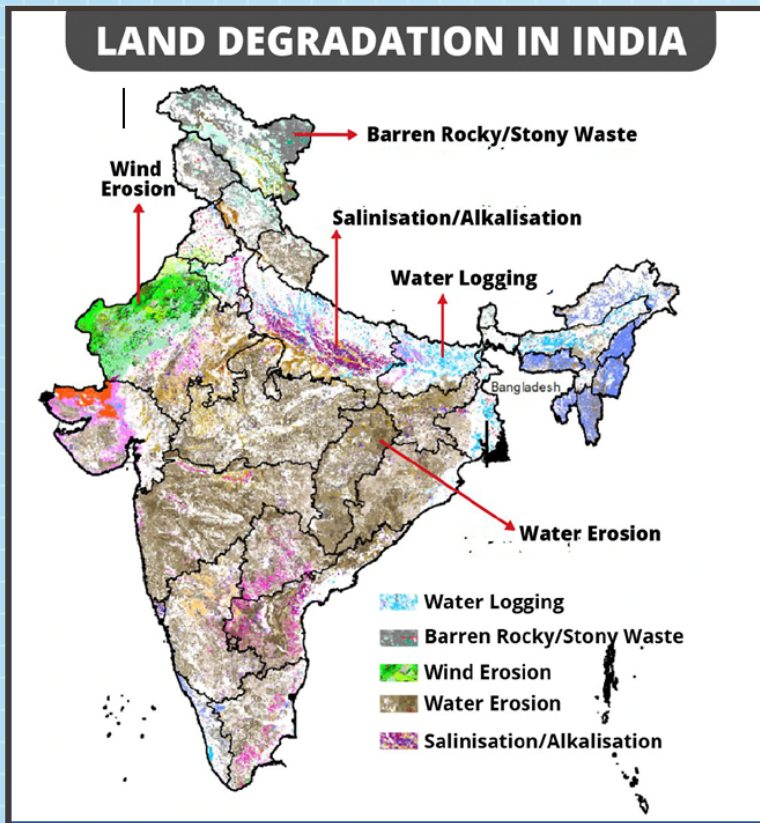 LAND DEGRADATION IN INDIA
Barren Rocky/Stony Waste
Wind
Erosion
Salinisation/Alkalisation
Water Logging
Bangladesh
Water Erosion
Water Logging
Barren Rocky/Stony Waste
Wind Erosion
Water Erosion
Salinisation/Alkalisation